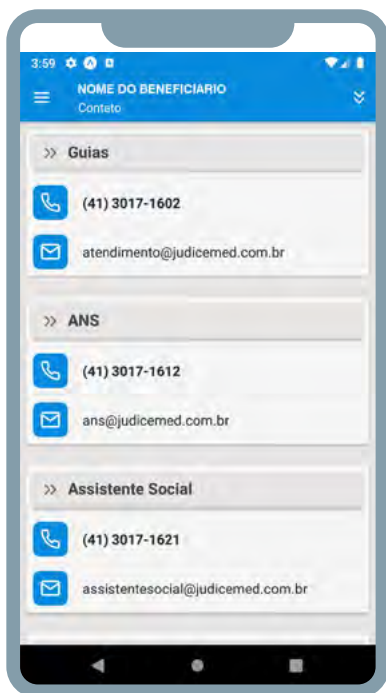 3:59
NOME DO BENEFICIARIO
Contato
Guias
(41) 3017-1602
atendimento@judicemed.com.br
ANS
(41) 3017-1612
ans@judicemed.com.br
Assistente Social
(41) 3017-1621
assistentesocial@judicemed.com.br